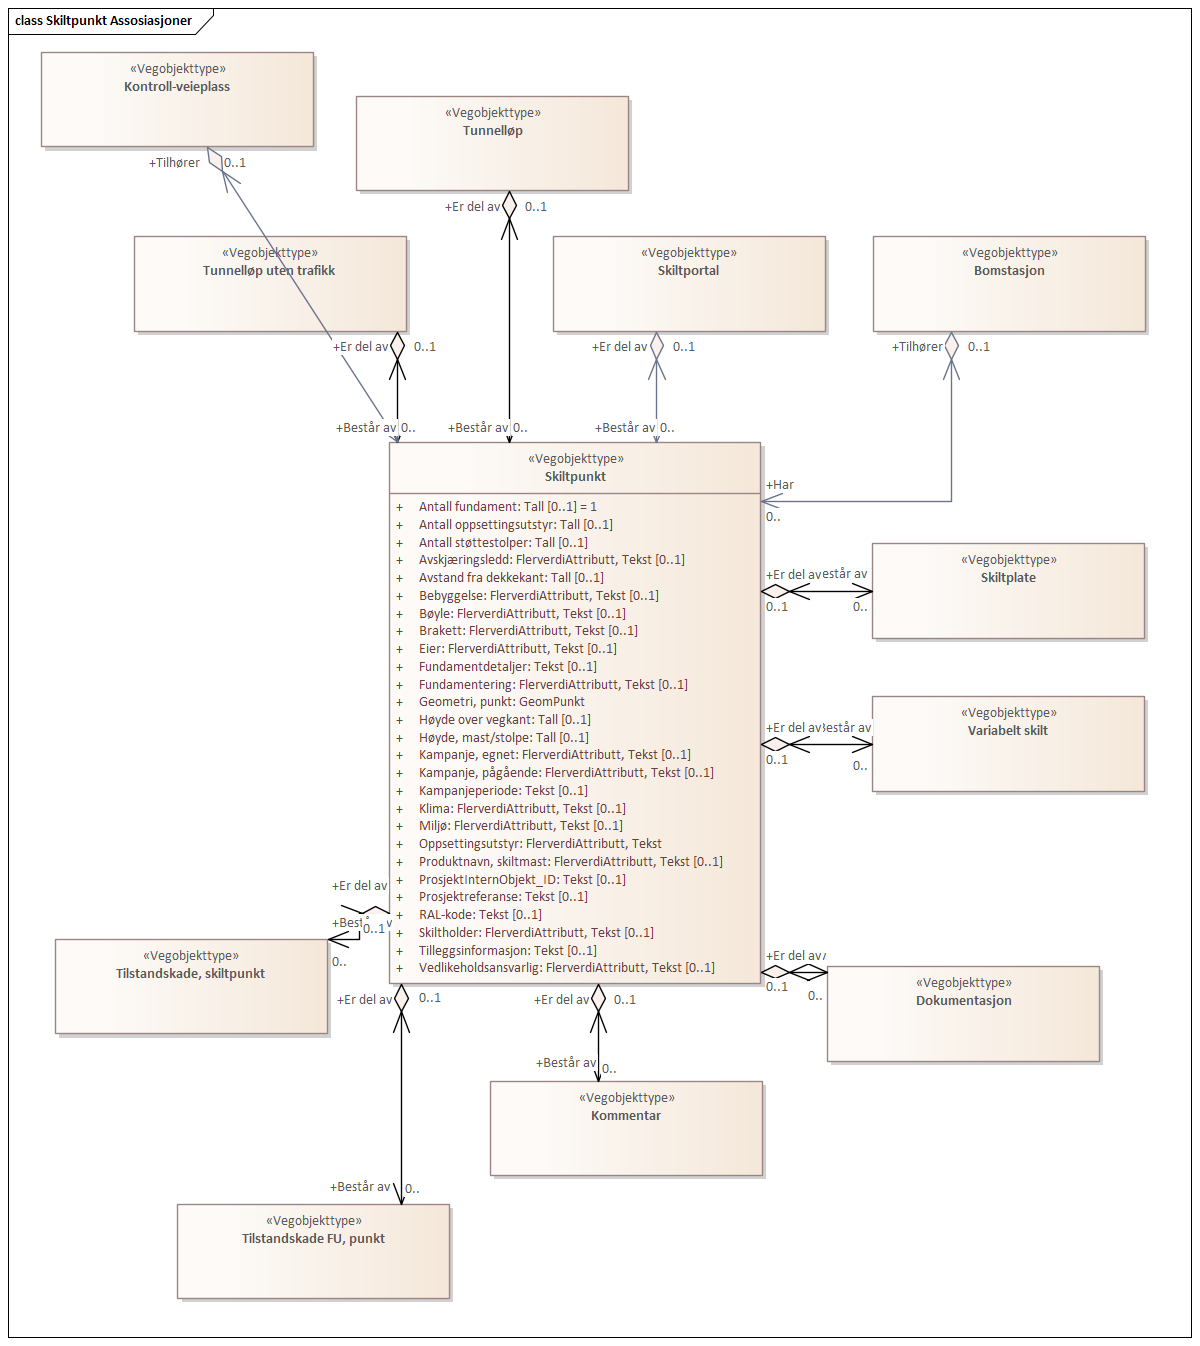 class Skiltpunkt Assosiasjoner
«Vegobjekttype»
Kontroll-veieplass
+Tilhører
0..1
«Vegobjekttype»
Tunnelløp
+Er del av
0..1
«Vegobjekttype»
Tunnelløp uten trafikk
+Er del av
0..1
«Vegobjekttype»
Skiltportal
+Er del av
0..1
«Vegobjekttype»
Bomstasjon
+Tilhører
0..1
+Består av
0..
+Består av
0..
+Består av
0..
«Vegobjekttype»
Skiltpunkt
+ Antall fundament: Tall [0..1] = 1
+ Antall oppsettingsutstyr: Tall [0..1]
+ Antall støttestolper: Tall [0..1]
+ Avskjæringsledd: FlerverdiAttributt, Tekst [0..1]
+ Avstand fra dekkekant: Tall [0..1]
+ Bebyggelse: FlerverdiAttributt, Tekst [0..1]
+ Bøyle: FlerverdiAttributt, Tekst [0..1]
+ Brakett: FlerverdiAttributt, Tekst [0..1]
+ Eier: FlerverdiAttributt, Tekst [0..1]
+ Fundamentdetaljer: Tekst [0..1]
+ Fundamentering: FlerverdiAttributt, Tekst [0..1]
+ Geometri, punkt: GeomPunkt
+ Høyde over vegkant: Tall [0..1]
+ Høyde, mast/stolpe: Tall [0..1]
+ Kampanje, egnet: FlerverdiAttributt, Tekst [0..1]
+ Kampanje, pågående: FlerverdiAttributt, Tekst [0..1]
+ Kampanjeperiode: Tekst [0..1]
+ Klima: FlerverdiAttributt, Tekst [0..1]
+ Miljø: FlerverdiAttributt, Tekst [0..1]
+ Oppsettingsutstyr: FlerverdiAttributt, Tekst
+ Produktnavn, skiltmast: FlerverdiAttributt, Tekst [0..1]
+ ProsjektInternObjekt_ID: Tekst [0..1]
+ Prosjektreferanse: Tekst [0..1]
+ RAL-kode: Tekst [0..1]
+ Skiltholder: FlerverdiAttributt, Tekst [0..1]
+ Tilleggsinformasjon: Tekst [0..1]
+ Vedlikeholdsansvarlig: FlerverdiAttributt, Tekst [0..1]
+Har
0..
+Er del av
estår av
0..1
0..
«Vegobjekttype»
Skiltplate
+Er del av
estår av
0..1
0..
«Vegobjekttype»
Variabelt skilt
+Er del av
0..1
0..
«Vegobjekttype»
Dokumentasjon
+Er del av
0..1
0..
«Vegobjekttype»
Tilstandskade, skiltpunkt
+Er del av
0..1
+Er del av
0..1
+Består av
0..
«Vegobjekttype»
Kommentar
+Består av
0..
«Vegobjekttype»
Tilstandskade FU, punkt